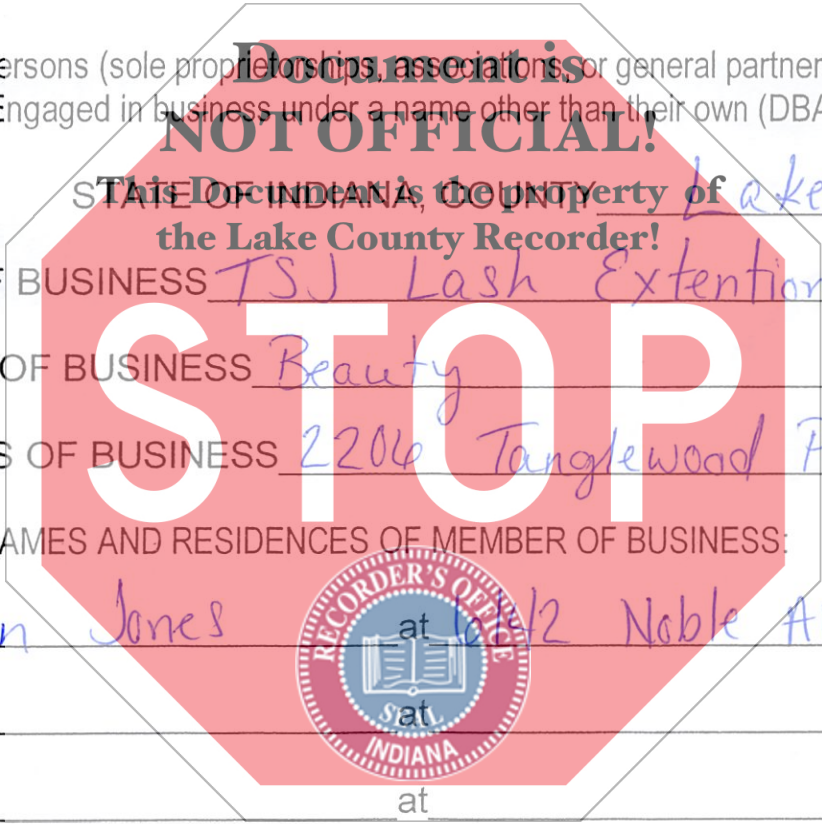 Document is
ersons (sole proprietorships, associations, or general partner
Engaged in business under a name other than their own (DBA
NOT OFFICIAL!
STATE OF INDIANA, COUNTY Lake
This Document is the property of
the Lake County Recorder!
BUSINESS TSJ Lash Extention
STOP
OF BUSINESS Beauty
S OF BUSINESS 2206 Tanglewood P
AMES AND RESIDENCES OF MEMBER OF BUSINESS:
n Jones at 6142 Noble A
RECORDER'S OFFICE
at
SEAL
INDIANA
at